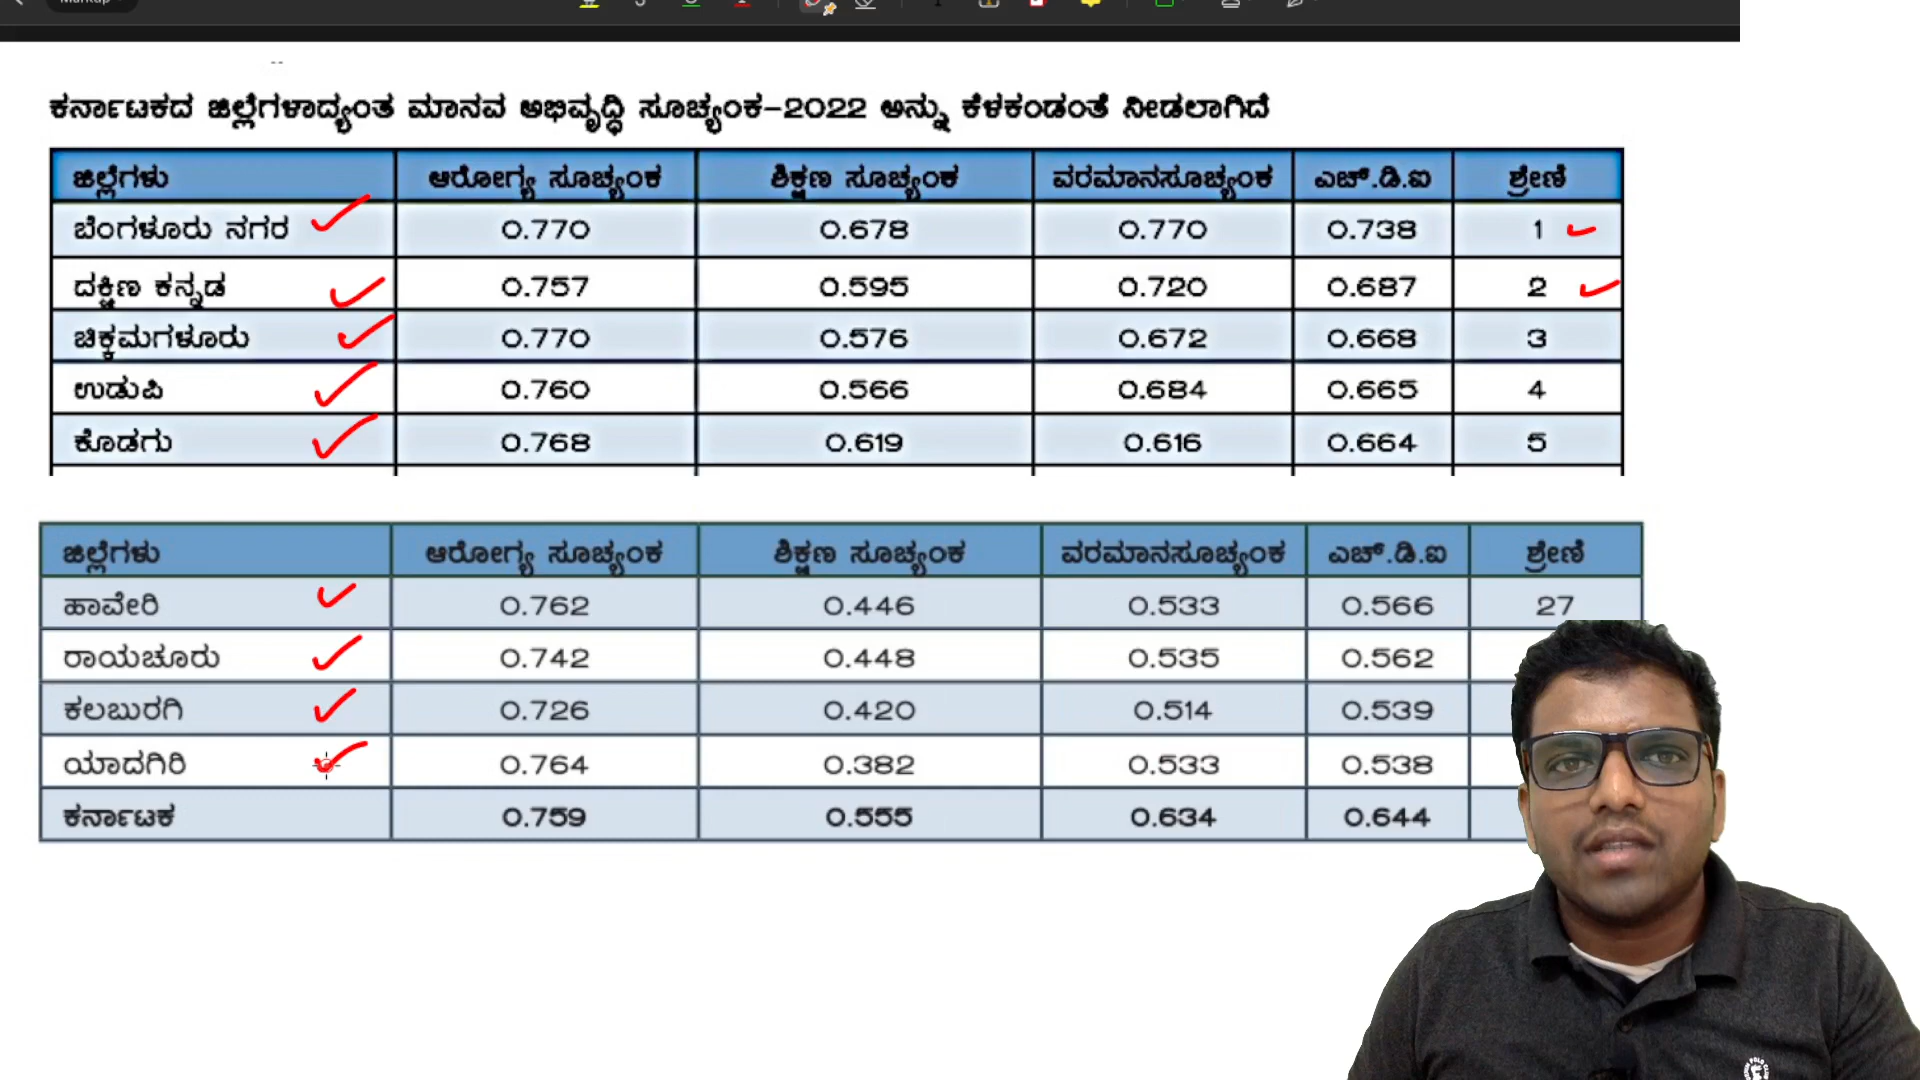 ಕರ್ನಾಟಕದ ಜಿಲ್ಲೆಗಳಾದ್ಯಂತ ಮಾನವ ಅಭಿವೃದ್ಧಿ ಸೂಚ್ಯಂಕ-2022 ಅನ್ನು ಕೆಳಕಂಡಂತೆ ನೀಡಲಾಗಿದೆ
ಜಿಲ್ಲೆಗಳು ಆರೋಗ್ಯ ಸೂಚ್ಯಂಕ ಶಿಕ್ಷಣ ಸೂಚ್ಯಂಕ ವರಮಾನಸೂಚ್ಯಂಕ ಎಚ್.ಡಿ.ಐ ಶ್ರೇಣಿ
ಬೆಂಗಳೂರು ನಗರ 0.770 0.678 0.770 0.738 1
ದಕ್ಷಿಣ ಕನ್ನಡ 0.757 0.595 0.720 0.687 2
ಚಿಕ್ಕಮಗಳೂರು 0.770 0.576 0.672 0.668 3
ಉಡುಪಿ 0.760 0.566 0.684 0.665 4
ಕೊಡಗು 0.768 0.619 0.616 0.664 5
ಜಿಲ್ಲೆಗಳು ಆರೋಗ್ಯ ಸೂಚ್ಯಂಕ ಶಿಕ್ಷಣ ಸೂಚ್ಯಂಕ ವರಮಾನಸೂಚ್ಯಂಕ ಎಚ್.ಡಿ.ಐ ಶ್ರೇಣಿ
ಹಾವೇರಿ 0.762 0.446 0.533 0.566 27
ರಾಯಚೂರು 0.742 0.448 0.535 0.562
ಕಲಬುರಗಿ 0.726 0.420 0.514 0.539
ಯಾದಗಿರಿ 0.764 0.382 0.533 0.538
ಕರ್ನಾಟಕ 0.759 0.555 0.634 0.644